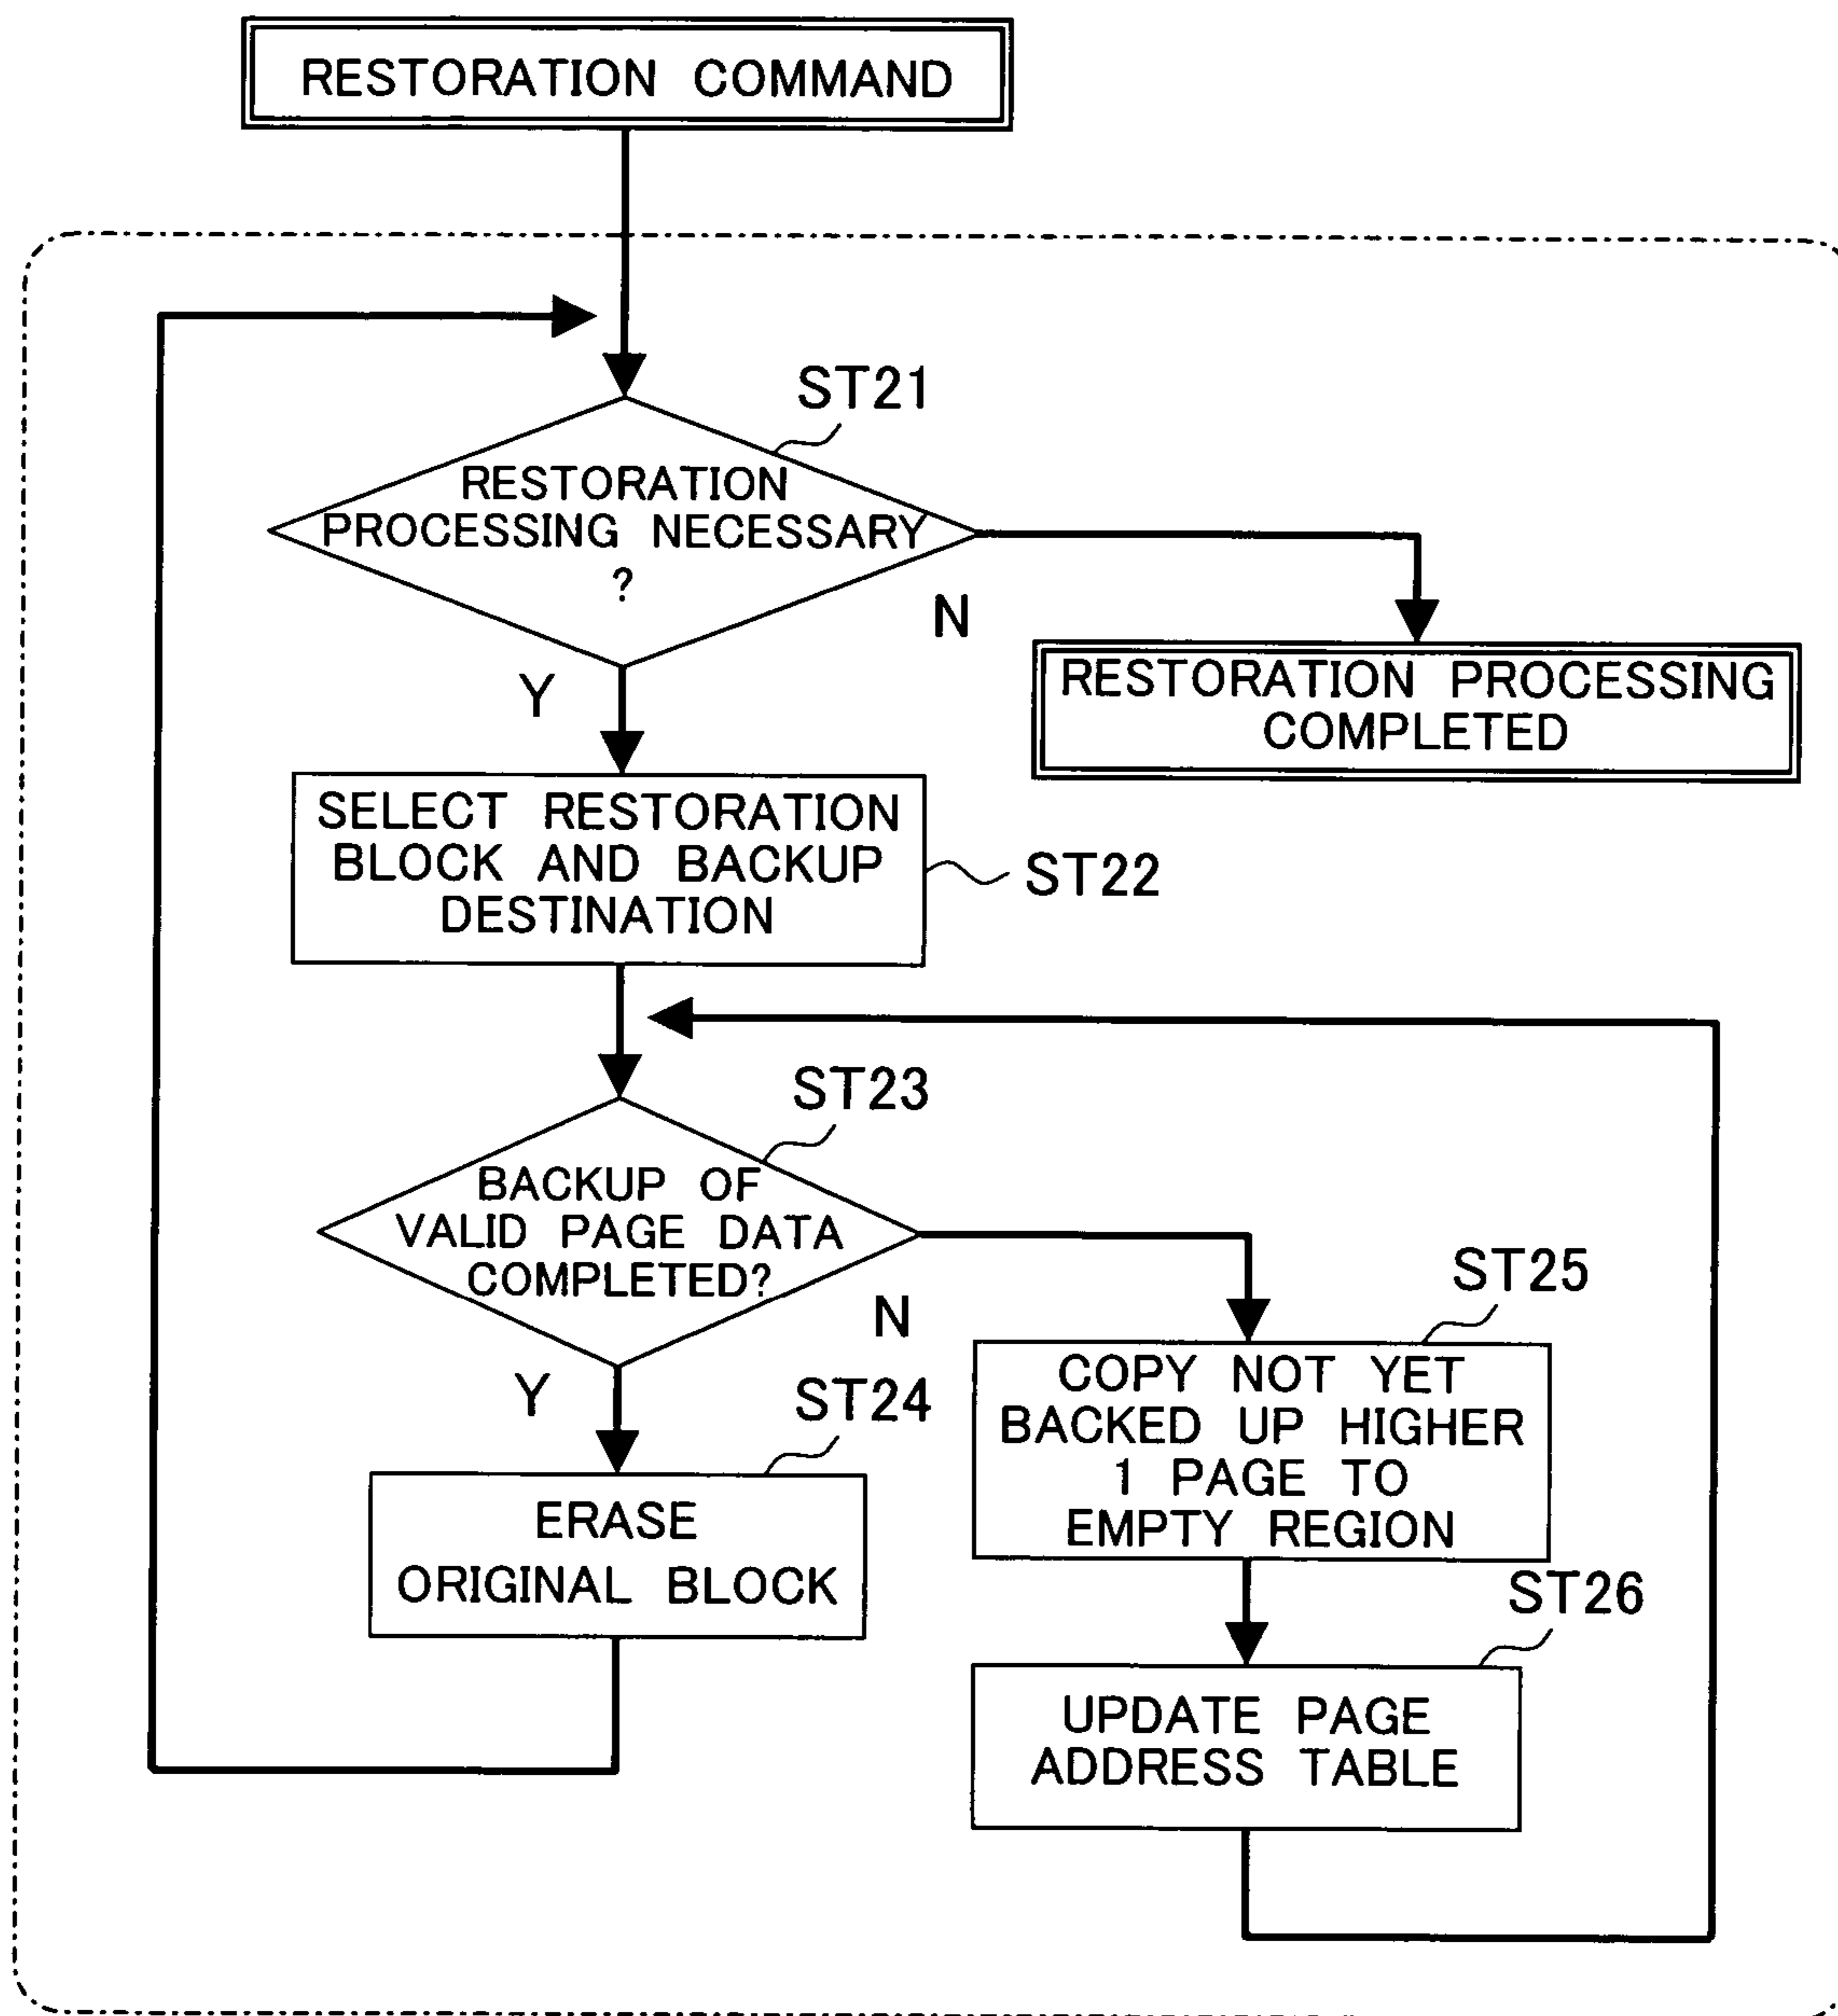 RESTORATION COMMAND
ST21
RESTORATION
PROCESSING NECESSARY
?
N
Y
RESTORATION PROCESSING
COMPLETED
SELECT RESTORATION
BLOCK AND BACKUP
DESTINATION
ST22
ST23
BACKUP OF
VALID PAGE DATA
COMPLETED?
N
Y
ST24
ERASE
ORIGINAL BLOCK
ST25
COPY NOT YET
BACKED UP HIGHER
1 PAGE TO
EMPTY REGION
ST26
UPDATE PAGE
ADDRESS TABLE